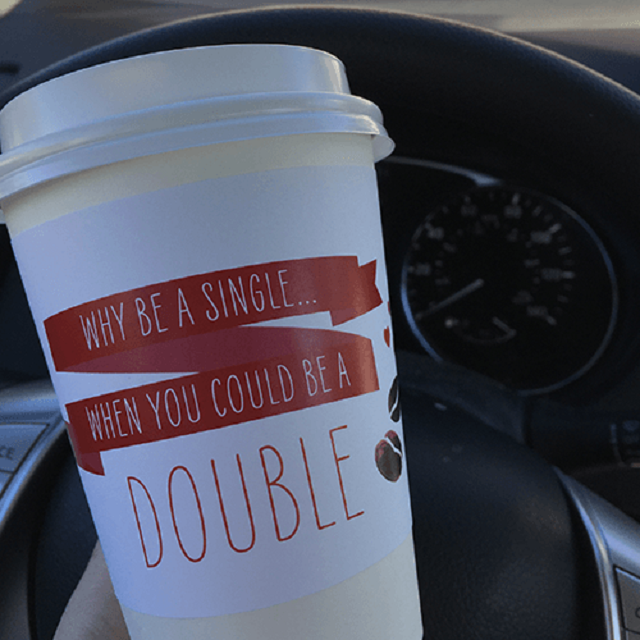 WHY BE A SINGLE...
WHEN YOU COULD BE A
DOUBLE